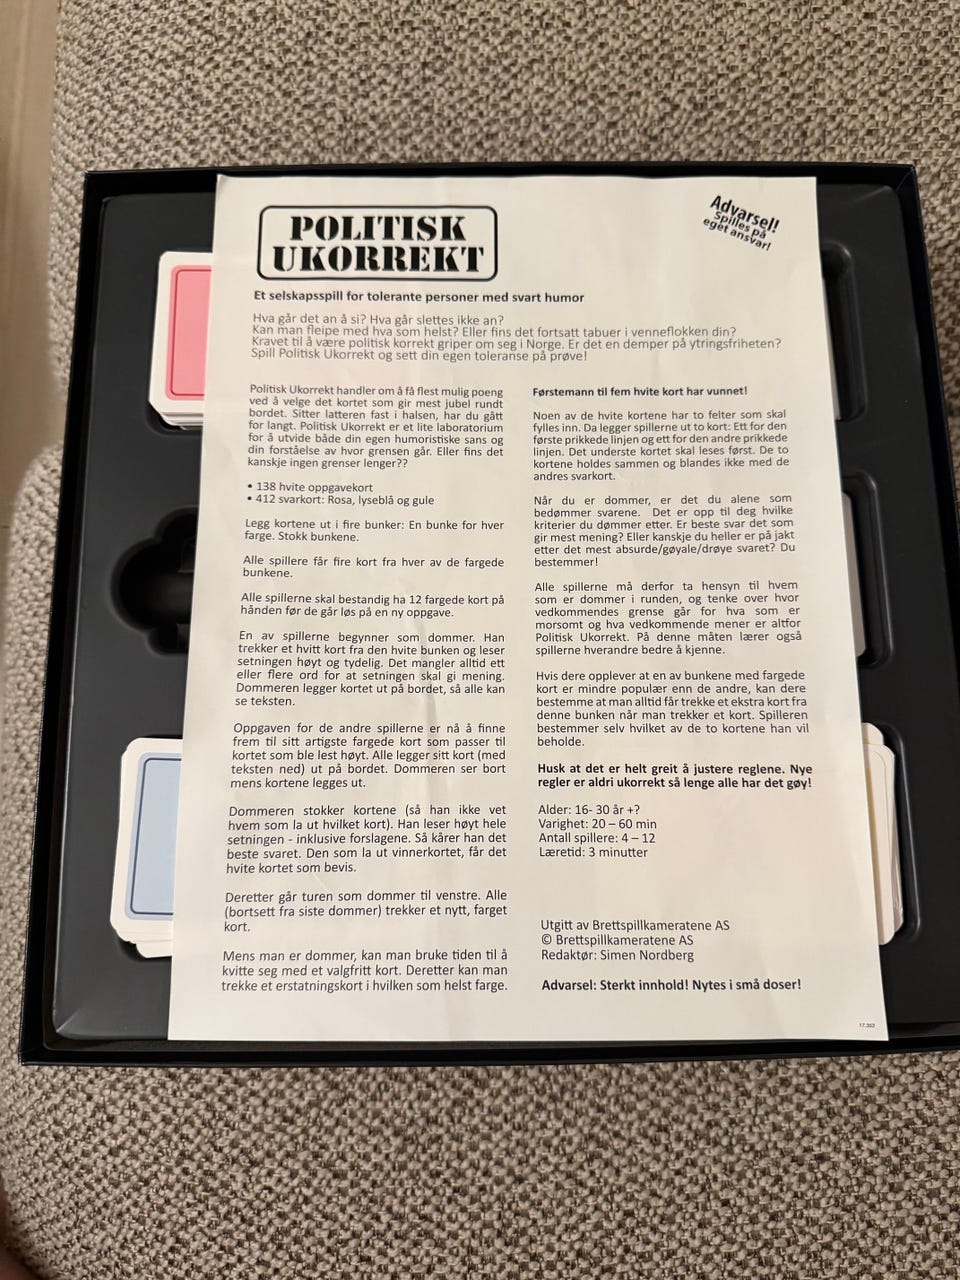 POLITISK
UKORREKT
Advarsel!
Spilles på
eget ansvar!
Et selskapsspill for tolerante personer med svart humor
Hva går det an å si? Hva går slettes ikke an?
Kan man fleipe med hva som helst? Eller fins det fortsatt tabuer i venneflokken din?
Kravet til å være politisk korrekt griper om seg i Norge. Er det en demper på ytringsfriheten?
Spill Politisk Ukorrekt og sett din egen toleranse på prøve!
Politisk Ukorrekt handler om å få flest mulig poeng
ved å velge det kortet som gir mest jubel rundt
bordet. Sitter latteren fast i halsen, har du gått
for langt. Politisk Ukorrekt er et lite laboratorium
for å utvide både din egen humoristiske sans og
din forståelse av hvor grensen går. Eller fins det
kanskje ingen grenser lenger??
• 138 hvite oppgavekort
• 412 svarkort: Rosa, lyseblå og gule
Legg kortene ut i fire bunker: En bunke for hver
farge. Stokk bunkene.
Alle spillere får fire kort fra hver av de fargede
bunkene.
Alle spillerne skal bestandig ha 12 fargede kort på
hånden før de går løs på en ny oppgave.
En av spillerne begynner som dommer. Han
trekker et hvitt kort fra den hvite bunken og leser
setningen høyt og tydelig. Det mangler alltid ett
eller flere ord for at setningen skal gi mening.
Dommeren legger kortet ut på bordet, så alle kan
se teksten.
Oppgaven for de andre spillerne er nå å finne
frem til sitt artigste fargede kort som passer til
kortet som ble lest høyt. Alle legger sitt kort (med
teksten ned) ut på bordet. Dommeren ser bort
mens kortene legges ut.
Dommeren stokker kortene (så han ikke vet
hvem som la ut hvilket kort). Han leser høyt hele
setningen - inklusive forslagene. Så kårer han det
beste svaret. Den som la ut vinnerkortet, får det
hvite kortet som bevis.
Deretter går turen som dommer til venstre. Alle
(bortsett fra siste dommer) trekker et nytt, farget
kort.
Mens man er dommer, kan man bruke tiden til å
kvitte seg med et valgfritt kort. Deretter kan man
trekke et erstatningskort i hvilken som helst farge.
Førstemann til fem hvite kort har vunnet!
Noen av de hvite kortene har to felter som skal
fylles inn. Da legger spillerne ut to kort: Ett for den
første prikkede linjen og ett for den andre prikkede
linjen. Det underste kortet skal leses først. De to
kortene holdes sammen og blandes ikke med de
andres svarkort.
Når du er dommer, er det du alene som
bedømmer svarene. Det er opp til deg hvilke
kriterier du dømmer etter. Er beste svar det som
gir mest mening? Eller kanskje du heller er på jakt
etter det mest absurde/gøyale/drøye svaret? Du
bestemmer!
Alle spillerne må derfor ta hensyn til hvem
som er dommer i runden, og tenke over hvor
vedkommendes grense går for hva som er
morsomt og hva vedkommende mener er altfor
Politisk Ukorrekt. På denne måten lærer også
spillerne hverandre bedre å kjenne.
Hvis dere opplever at en av bunkene med fargede
kort er mindre populær enn de andre, kan dere
bestemme at man alltid får trekke et ekstra kort fra
denne bunken når man trekker et kort. Spilleren
bestemmer selv hvilket av de to kortene han vil
beholde.
Husk at det er helt greit å justere reglene. Nye
regler er aldri ukorrekt så lenge alle har det gøy!
Alder: 16- 30 år +?
Varighet: 20 – 60 min
Antall spillere: 4 – 12
Læretid: 3 minutter
Utgitt av Brettspillkameratene AS
© Brettspillkameratene AS
Redaktør: Simen Nordberg
Advarsel: Sterkt innhold! Nytes i små doser!
17.353